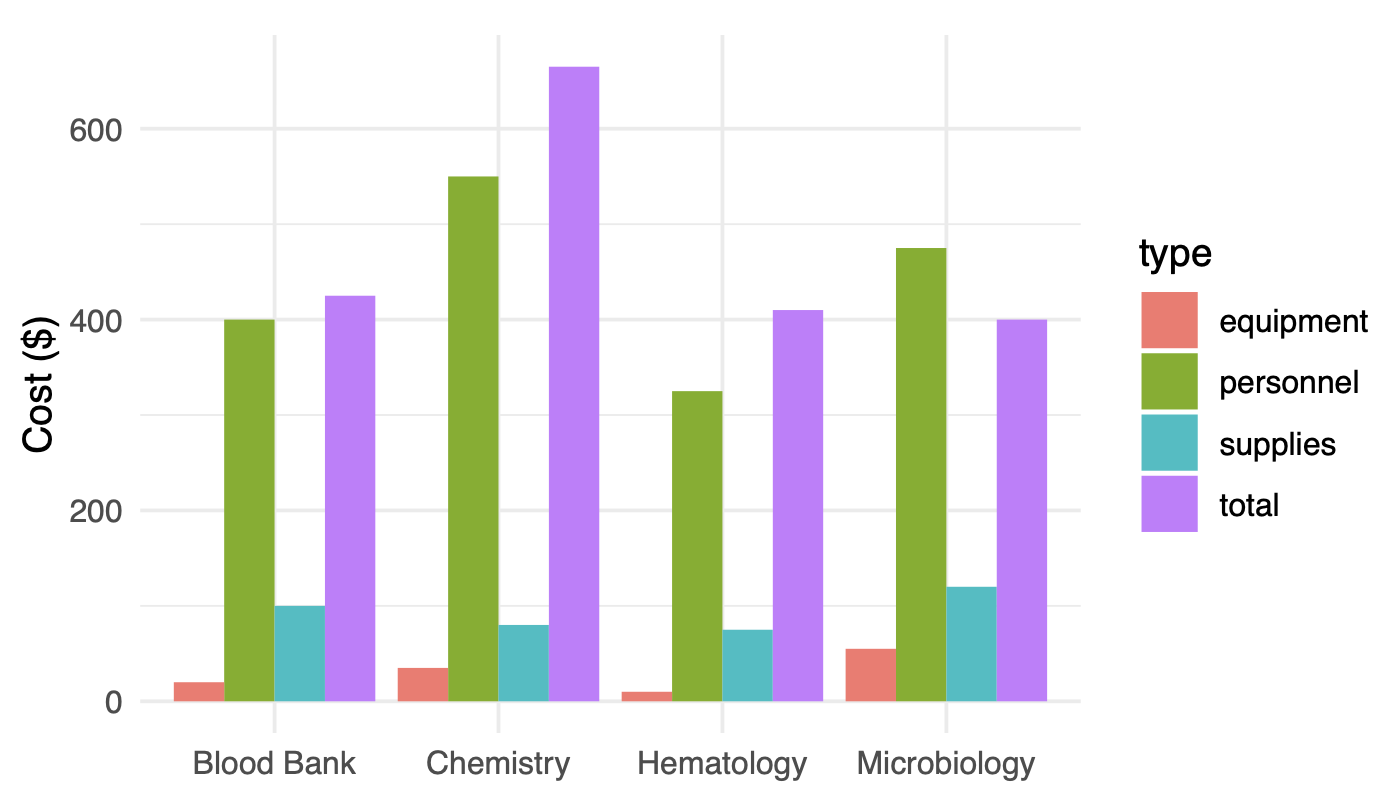 600
400
200
0
Cost ($)
Blood Bank
Chemistry
Hematology
Microbiology
type
equipment
personnel
supplies
total